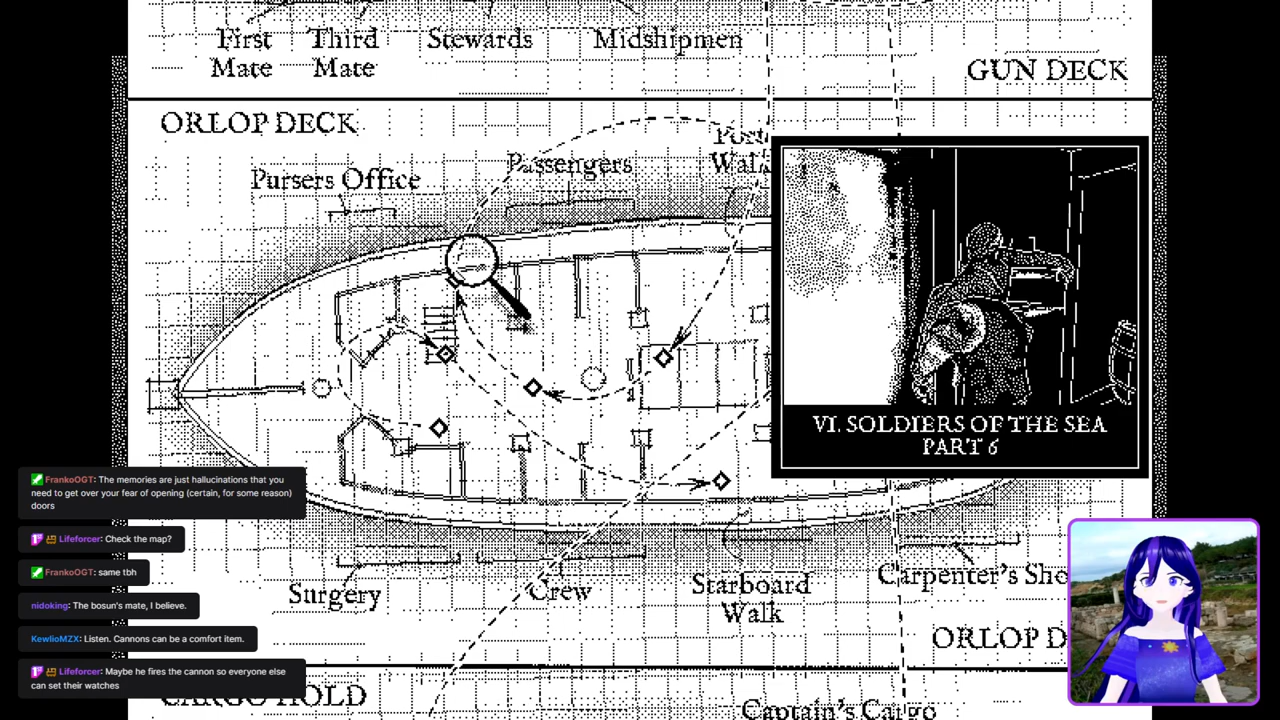 First
Mate
Third
Mate
Stewards
Midshipmen
GUN DECK
ORLOP DECK
Pursers Office
Passengers
VI. SOLDIERS OF THE SEA
PART 6
FrankoOGT: The memories are just hallucinations that you
need to get over your fear of opening (certain, for some reason)
doors
Lifeforcer: Check the map?
FrankoOGT: same tbh
nidoking: The bosun's mate, I believe.
KewlioMZX: Listen. Cannons can be a comfort item.
Lifeforcer: Maybe he fires the cannon so everyone else
can set their watches
Surgery
Crew
Starboard
Walk
Carpenter's Sho
ORLOP D
CARGO HOLD
Captain's Cargo